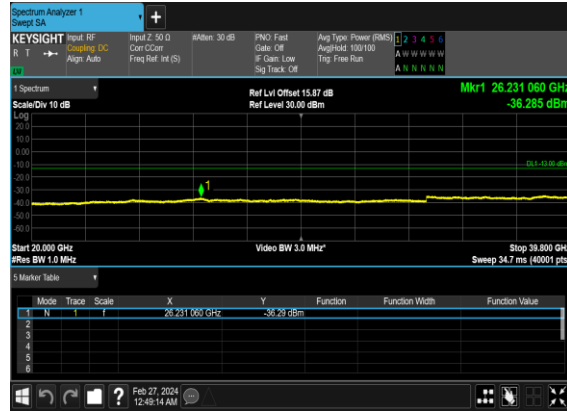 Spectrum Analyzer 1
Swept SA
+
KEYSIGHT Input: RF Input Z: 50 Ω #Atten: 30 dB PNO: Fast Avg Type: Power (RMS) 1 2 3 4 5 6
R T Coupling: DC Corr CCorr Gate: Off Avg|Hold: 100/100 A W W W W W
Align: Auto Freq Ref: Int (S) IF Gain: Low Trig: Free Run
Sig Track: Off A N N N N N
1 Spectrum Ref Lvl Offset 15.87 dB Mkr1 26.231 060 GHz
Scale/Div 10 dB Ref Level 30.00 dBm -36.285 dBm
Log
20.0
10.0
0.00
-10.0 DL1 -13.00 dBm
-20.0
-30.0 1
-40.0
-50.0
-60.0
Start 20.000 GHz Video BW 3.0 MHz* Stop 39.800 GHz
#Res BW 1.0 MHz Sweep 34.7 ms (40001 pts)
5 Marker Table
Mode Trace Scale X Y Function Function Width Function Value
1 N 1 f 26.231 060 GHz -36.29 dBm
2
3
4
5
6
? Feb 27, 2024
12:49:14 AM